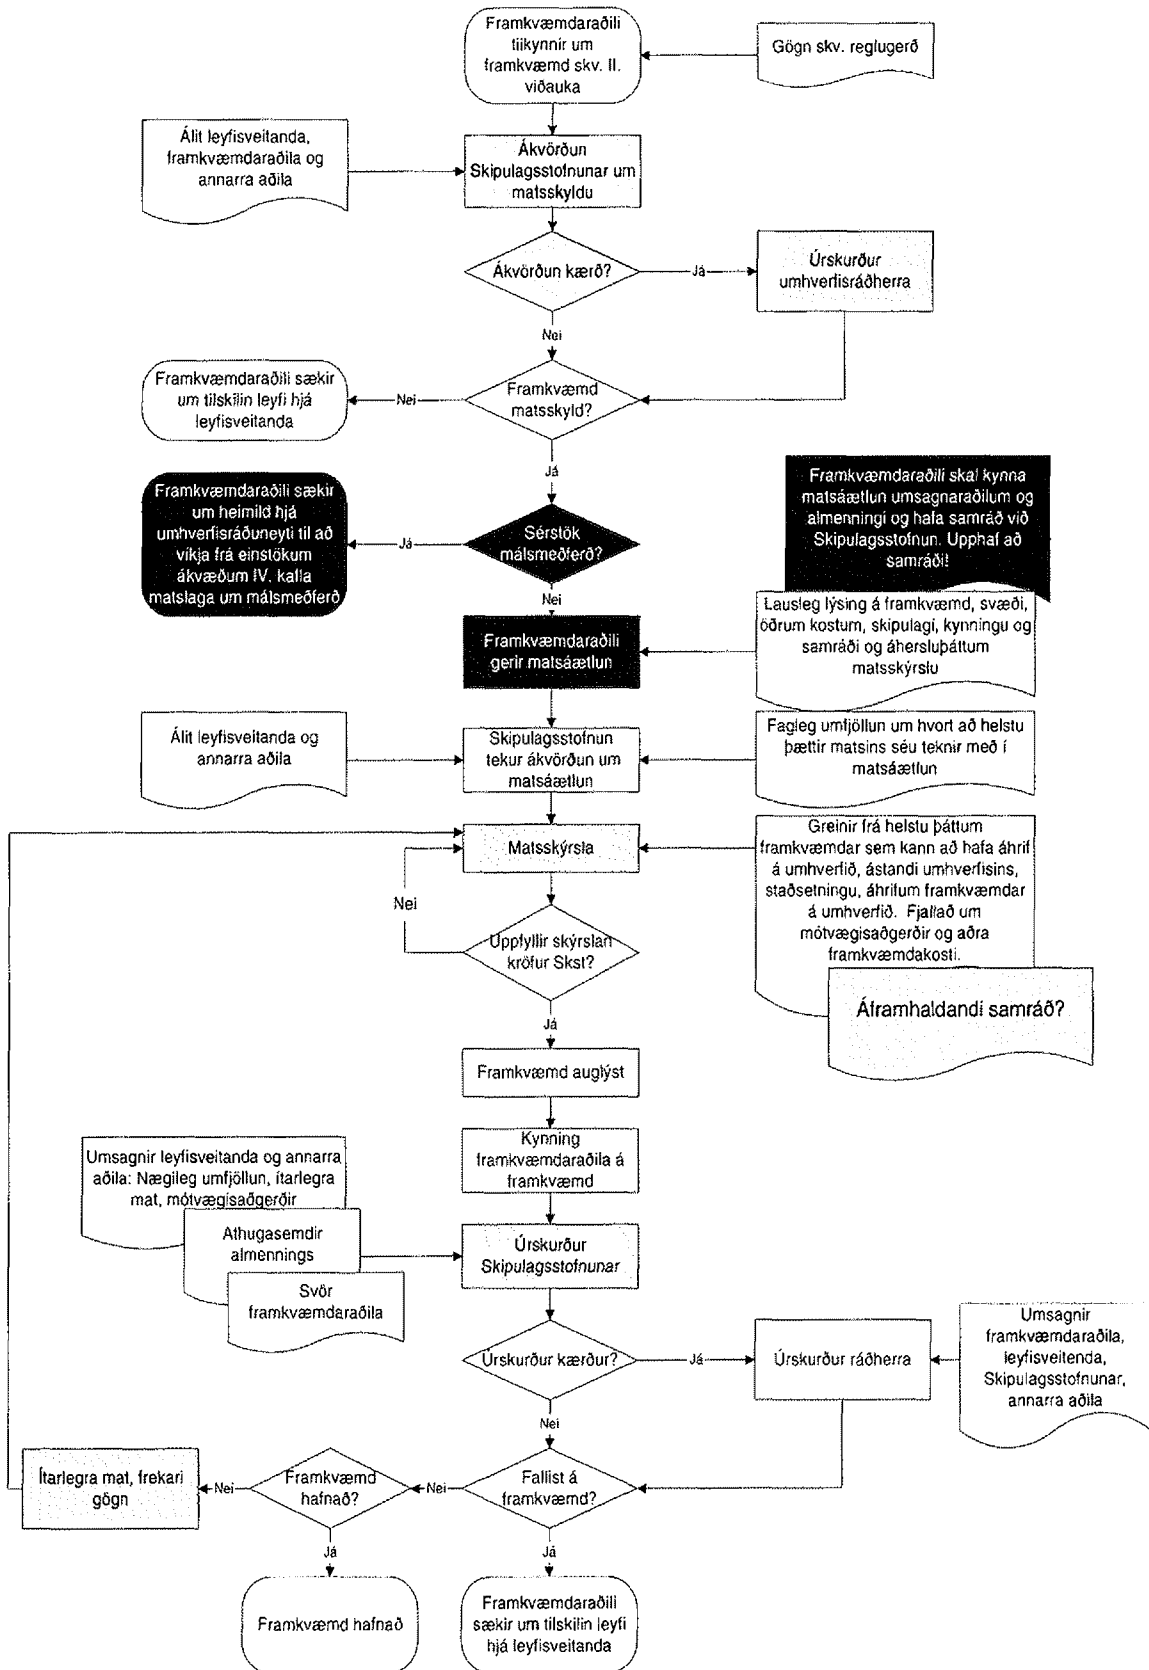 Framkvæmdaraðili
tiikynnir um
framkvæmd skv. II.
viðauka
Gögn skv. reglugerð
Álit leyfisveitanda,
framkvæmdaraðila og
annarra aðila
Ákvörðun
Skipulagsstofnunar um
matsskyldu
Ákvörðun kærð?
Já
Úrskurður
umhverfisráðherra
Nei
Framkvæmdaraðili sækir
um tilskilin leyfi hjá
leyfisveitanda
Nei
Framkvæmd
matsskyld?
Já
Framkvæmdaraðili sækir
um heimild hjá
umhverfisráðuneyti til að
víkja frá einstökum
ákvæðum IV. kafla
matslaga um málsmeðferð
Já
Sérstök
málsmeðferð?
Framkvæmdaraðili skal kynna
matsáætlun umsagnaraðilum og
almenningi og hafa samráð við
Skipulagsstofnun. Upphaf að
samráði!
Nei
Framkvæmdaraðili
gerir matsáætlun
Lausleg lýsing á framkvæmd, svæði,
öðrum kostum, skipulagi, kynningu og
samráði og áhersluþáttum
matsskýrslu
Álit leyfisveitanda og
annarra aðila
Skipulagsstofnun
tekur ákvörðun um
matsáætlun
Fagleg umfjöllun um hvort að helstu
þættir matsins séu teknir með í
matsáætlun
Matsskýrsla
Greinir frá helstu þáttum
framkvæmdar sem kann að hafa áhrif
á umhverfið, ástandi umhverfisins,
staðsetningu, áhrifum framkvæmdar
á umhverfið. Fjallað um
mótvægisaðgerðir og aðra
framkvæmdakosti.
Nei
Uppfyllir skýrslan
kröfur Skst?
Áframhaldandi samráð?
Já
Framkvæmd auglýst
Kynning
framkvæmdaraðila á
framkvæmd
Umsagnir leyfisveitanda og annarra
aðila: Nægileg umfjöllun, ítarlegra
mat, mótvægisaðgerðir
Athugasemdir
almennings
Svör
framkvæmdaraðila
Úrskurður
Skipulagsstofnunar
Úrskurður kærður?
Já
Úrskurður ráðherra
Umsagnir
framkvæmdaraðila,
leyfisveitenda,
Skipulagsstofnunar,
annarra aðila
Nei
Ítarlegra mat, frekari
gögn
Nei
Framkvæmd
hafnað?
Nei
Fallist á
framkvæmd?
Já
Já
Framkvæmd hafnað
Framkvæmdaraðili
sækir um tilskilin leyfi
hjá leyfisveitanda